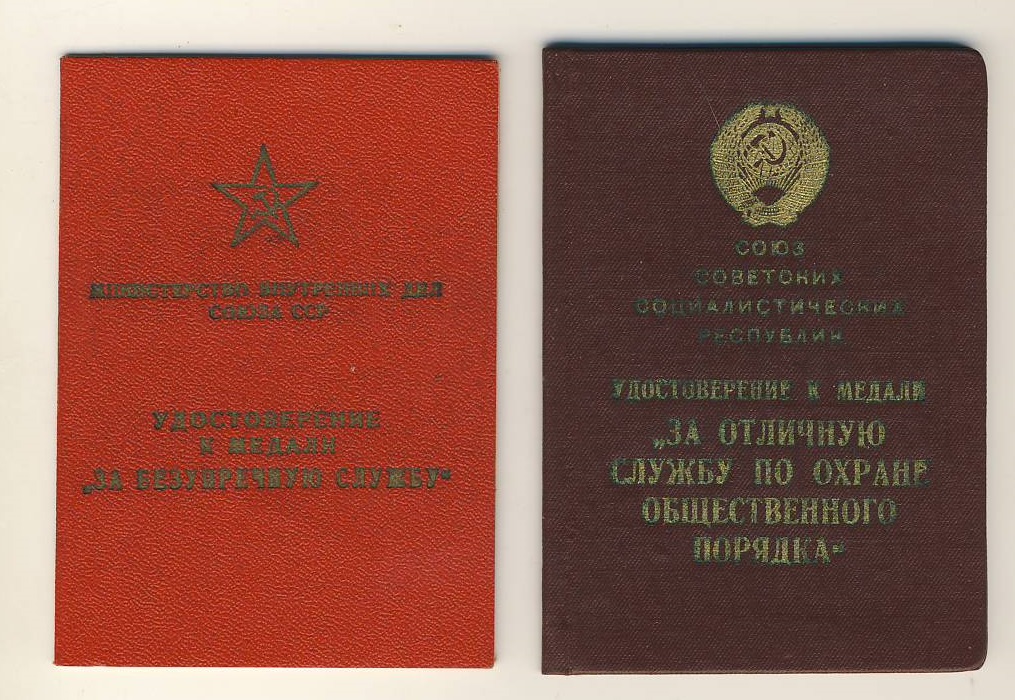 МИНИСТЕРСТВО ВНУТРЕННИХ ДЕЛ
СОЮЗА ССР
УДОСТОВЕРЕНИЕ
К МЕДАЛИ
„ЗА БЕЗУПРЕЧНУЮ СЛУЖБУ“
СОЮЗ
СОВЕТСКИХ
СОЦИАЛИСТИЧЕСКИХ
РЕСПУБЛИК
УДОСТОВЕРЕНИЕ К МЕДАЛИ
„ЗА ОТЛИЧНУЮ
СЛУЖБУ ПО ОХРАНЕ
ОБЩЕСТВЕННОГО
ПОРЯДКА“